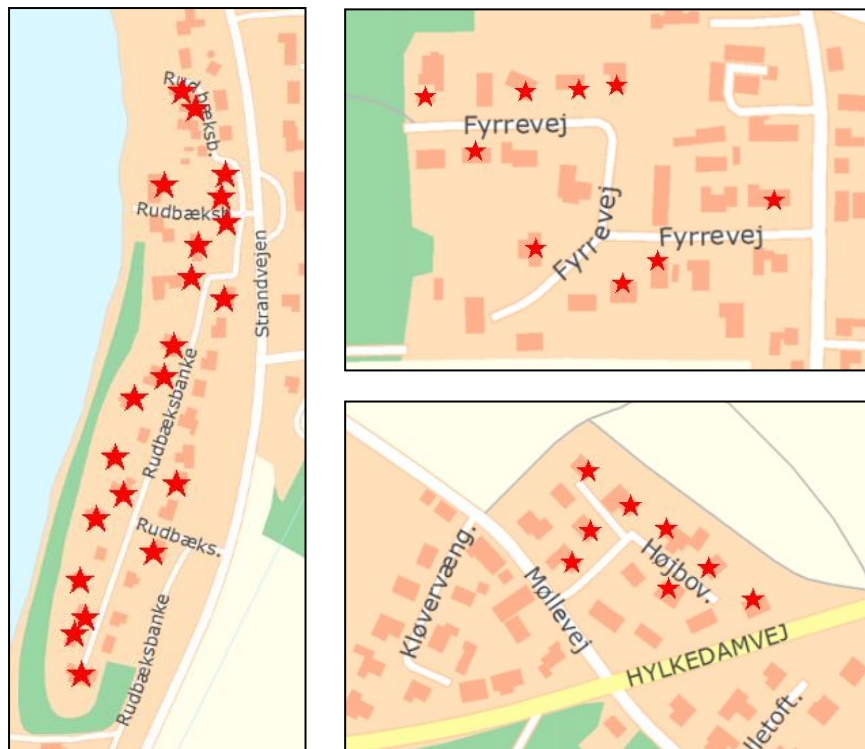 Rudbæksb.
Rudbæksb.
Strandvejen
Rudbæksbanke
Rudbæks.
Rudbæksbanke
Fyrrevej
Fyrrevej
Fyrrevej
Kløvervæng.
Møllevej
Højbov.
HYLKEDAMVEJ
lletoft.